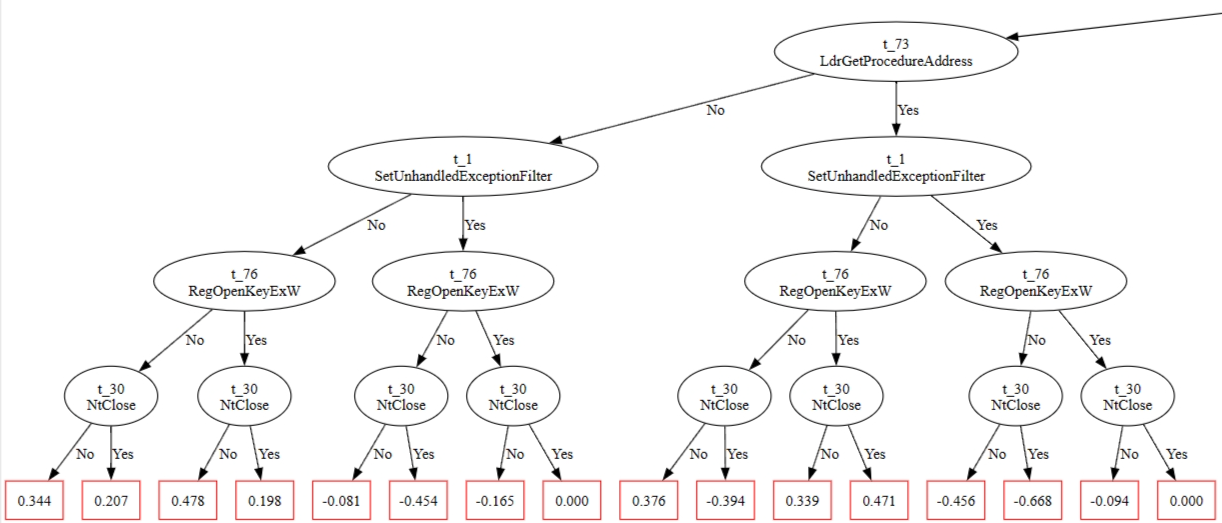 t_73
LdrGetProcedureAddress
No
Yes
t_1
SetUnhandledExceptionFilter
t_1
SetUnhandledExceptionFilter
No
Yes
No
Yes
t_76
RegOpenKeyExW
t_76
RegOpenKeyExW
t_76
RegOpenKeyExW
t_76
RegOpenKeyExW
No
Yes
No
Yes
No
Yes
No
Yes
t_30
NtClose
t_30
NtClose
t_30
NtClose
t_30
NtClose
t_30
NtClose
t_30
NtClose
t_30
NtClose
t_30
NtClose
No
Yes
No
Yes
No
Yes
No
Yes
No
Yes
No
Yes
No
Yes
No
Yes
0.344
0.207
0.478
0.198
-0.081
-0.454
-0.165
0.000
0.376
-0.394
0.339
0.471
-0.456
-0.668
-0.094
0.000